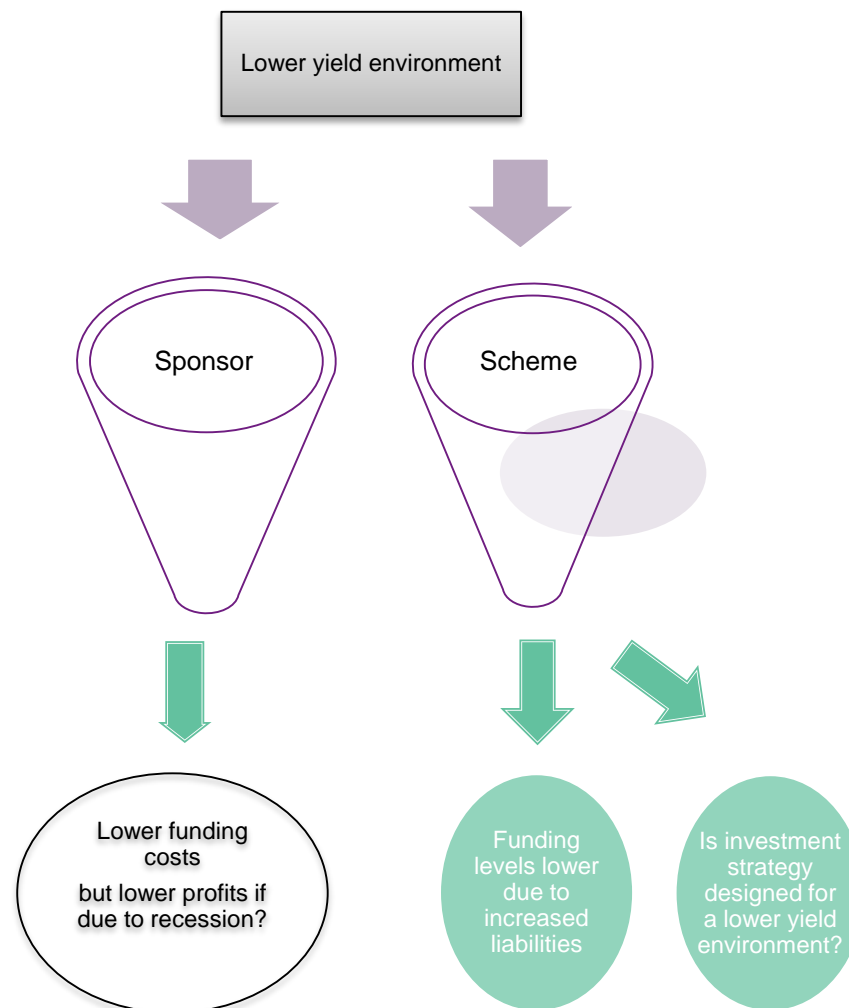 Lower yield environment
Sponsor
Scheme
Lower funding
costs
but lower profits if
due to recession?
Funding
levels lower
due to
increased
liabilities
Is investment
strategy
designed for
a lower yield
environment?